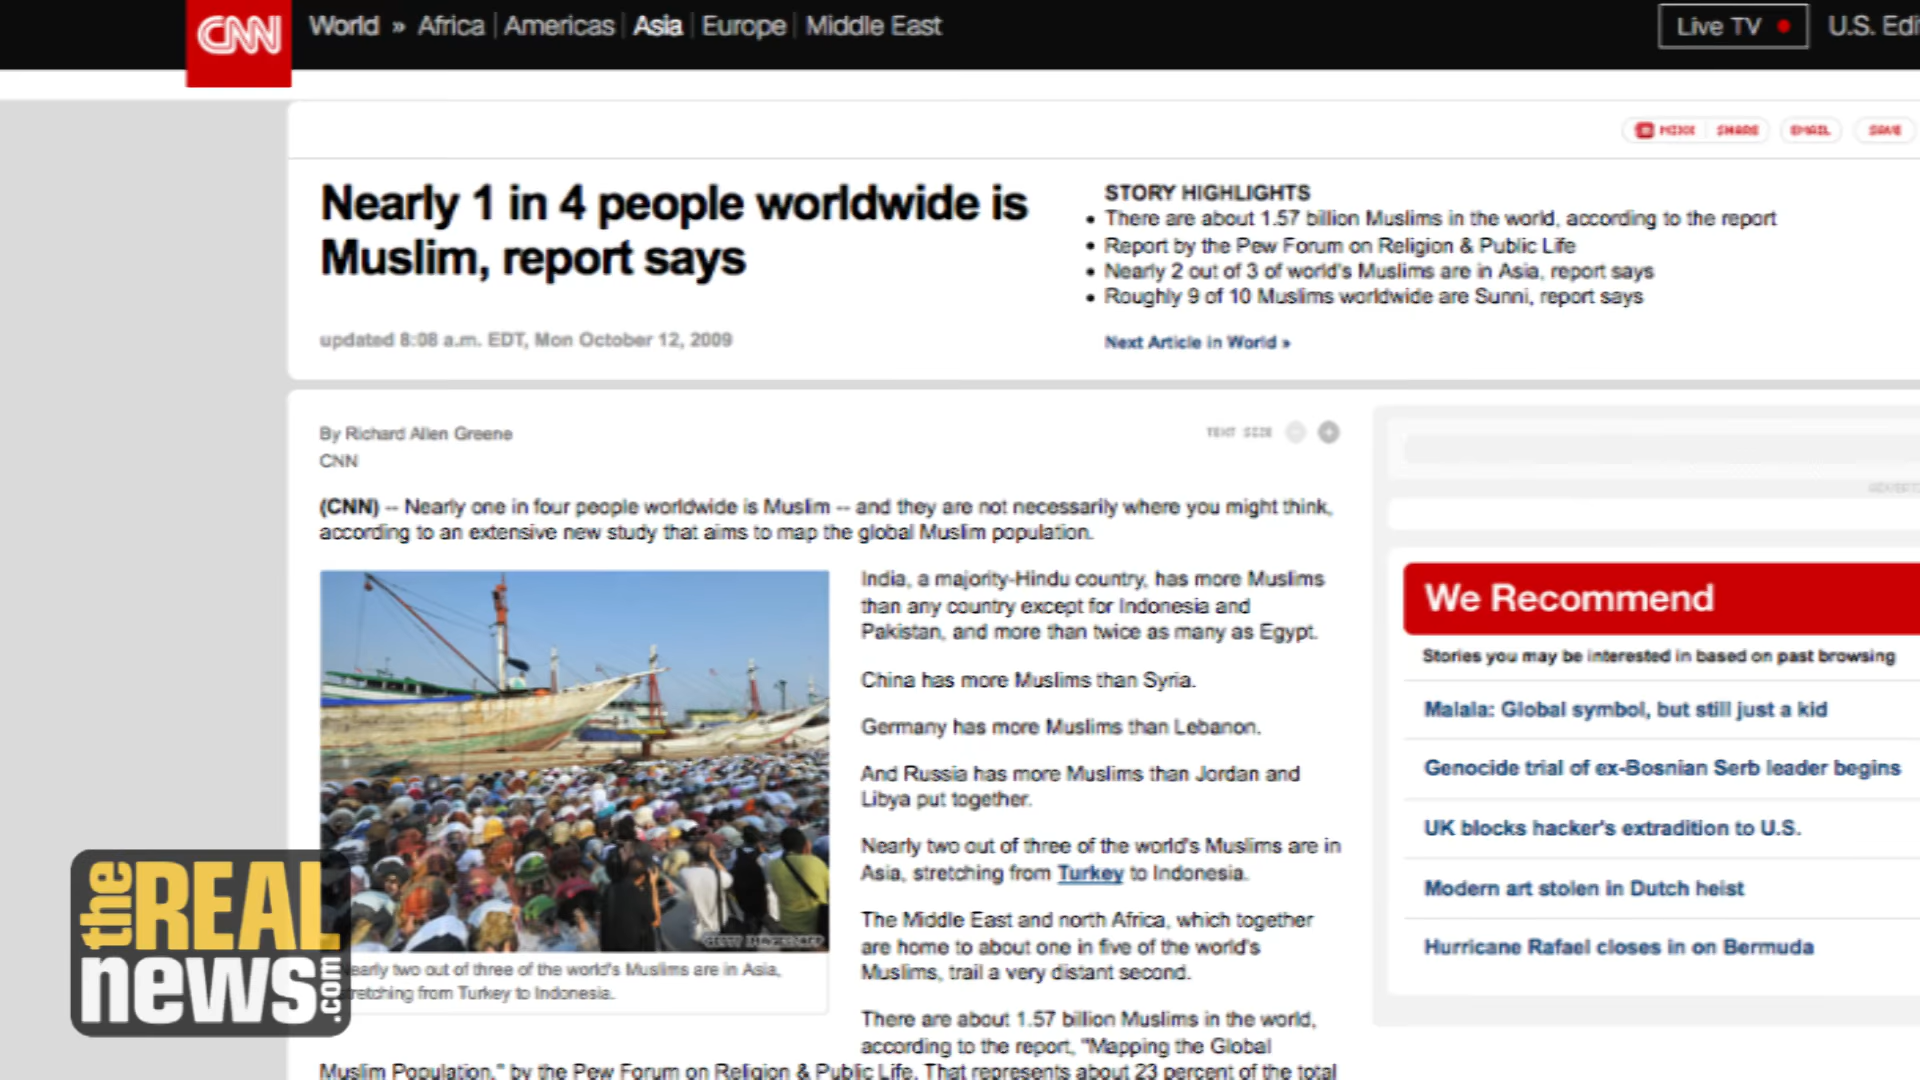 CNN
World » Africa | Americas | Asia | Europe | Middle East
Live TV
U.S. Edi
MIXX SHARE EMAIL SAVE
Nearly 1 in 4 people worldwide is
Muslim, report says
updated 8:08 a.m. EDT, Mon October 12, 2009
STORY HIGHLIGHTS
• There are about 1.57 billion Muslims in the world, according to the report
• Report by the Pew Forum on Religion & Public Life
• Nearly 2 out of 3 of world's Muslims are in Asia, report says
• Roughly 9 of 10 Muslims worldwide are Sunni, report says
Next Article in World »
By Richard Allen Greene
CNN
TEXT SIZE
(CNN) -- Nearly one in four people worldwide is Muslim -- and they are not necessarily where you might think,
according to an extensive new study that aims to map the global Muslim population.
India, a majority-Hindu country, has more Muslims
than any country except for Indonesia and
Pakistan, and more than twice as many as Egypt.
China has more Muslims than Syria.
Germany has more Muslims than Lebanon.
And Russia has more Muslims than Jordan and
Libya put together.
Nearly two out of three of the world's Muslims are in
Asia, stretching from Turkey to Indonesia.
The Middle East and north Africa, which together
are home to about one in five of the world's
Muslims, trail a very distant second.
There are about 1.57 billion Muslims in the world,
according to the report, "Mapping the Global
Muslim Population," by the Pew Forum on Religion & Public Life. That represents about 23 percent of the total
early two out of three of the world's Muslims are in Asia,
retching from Turkey to Indonesia.
We Recommend
Stories you may be interested in based on past browsing
Malala: Global symbol, but still just a kid
Genocide trial of ex-Bosnian Serb leader begins
UK blocks hacker's extradition to U.S.
Modern art stolen in Dutch heist
Hurricane Rafael closes in on Bermuda
the REAL
news.com